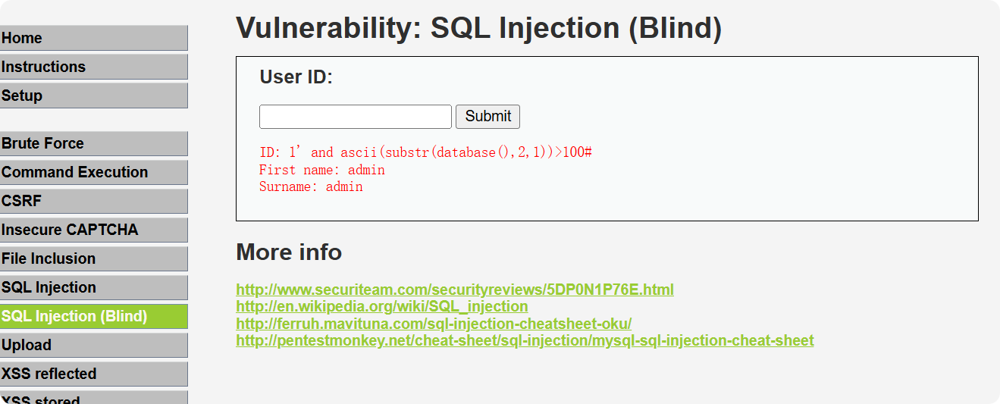 Vulnerability: SQL Injection (Blind)
Home
Instructions
Setup
Brute Force
Command Execution
CSRF
Insecure CAPTCHA
File Inclusion
SQL Injection
SQL Injection (Blind)
Upload
XSS reflected
XSS stored
User ID:
Submit
ID: 1' and ascii(substr(database(),2,1))>100#
First name: admin
Surname: admin
More info
http://www.securiteam.com/securityreviews/5DP0N1P76E.html
http://en.wikipedia.org/wiki/SQL_injection
http://ferruh.mavituna.com/sql-injection-cheatsheet-oku/
http://pentestmonkey.net/cheat-sheet/sql-injection/mysql-sql-injection-cheat-sheet